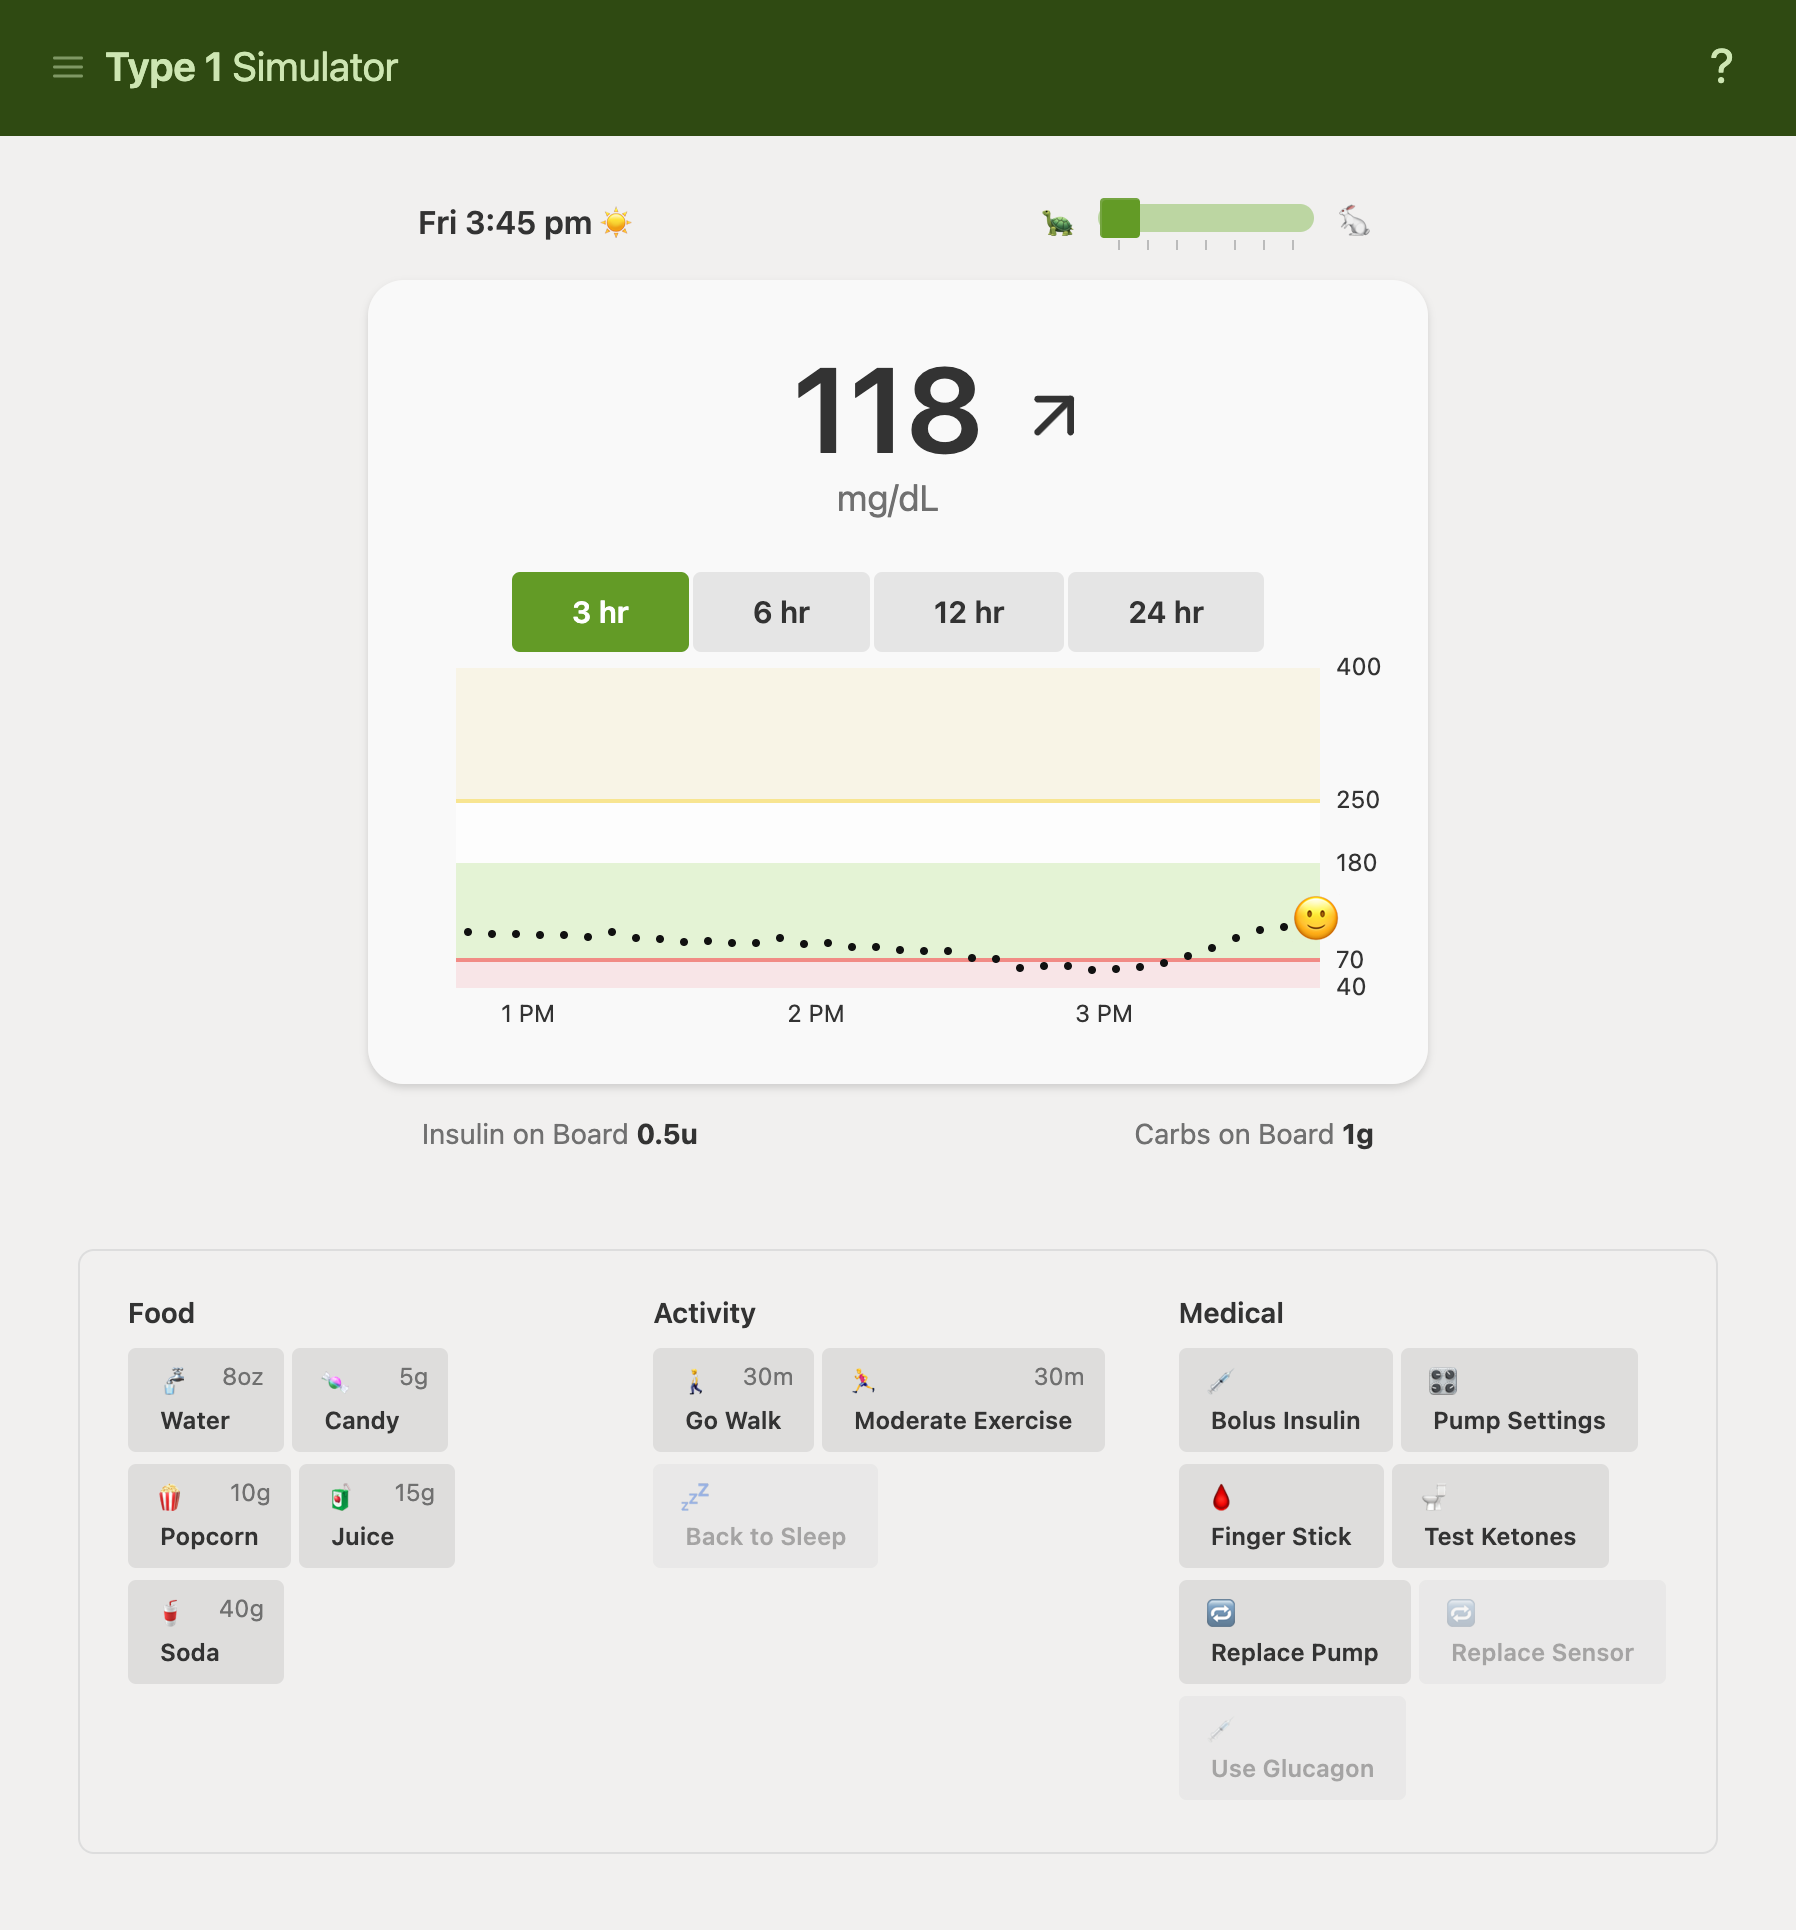 Type 1 Simulator ?
Fri 3:45 pm
118
mg/dL
3 hr 6 hr 12 hr 24 hr
400
250
180
70
40
1 PM 2 PM 3 PM
Insulin on Board 0.5u Carbs on Board 1g
Food
8oz
Water
5g
Candy
10g
Popcorn
15g
Juice
40g
Soda
Activity
30m
Go Walk
30m
Moderate Exercise
Back to Sleep
Medical
Bolus Insulin
Pump Settings
Finger Stick
Test Ketones
Replace Pump
Replace Sensor
Use Glucagon